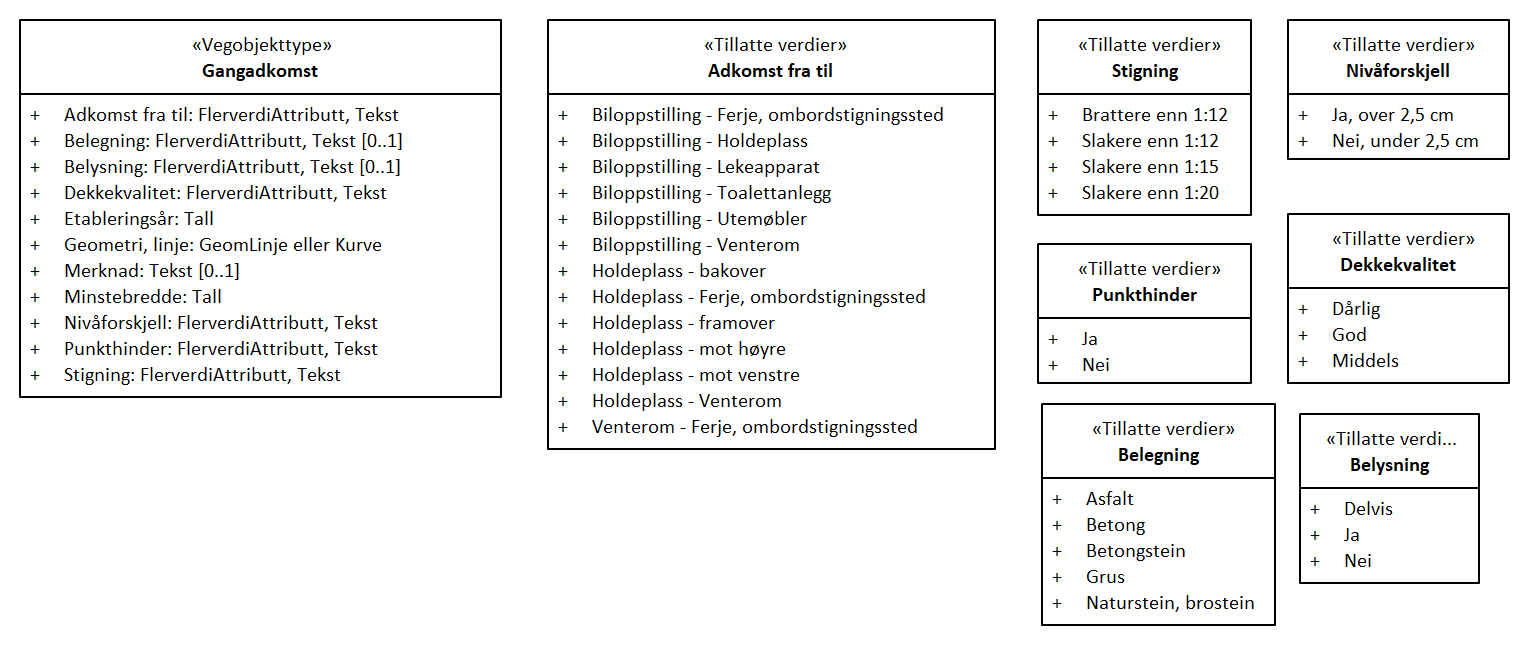 «Vegobjekttype»
Gangadkomst
+ Adkomst fra til: FlerverdiAttributt, Tekst
+ Belegning: FlerverdiAttributt, Tekst [0..1]
+ Belysning: FlerverdiAttributt, Tekst [0..1]
+ Dekkekvalitet: FlerverdiAttributt, Tekst
+ Etableringsår: Tall
+ Geometri, linje: GeomLinje eller Kurve
+ Merknad: Tekst [0..1]
+ Minstebredde: Tall
+ Nivåforskjell: FlerverdiAttributt, Tekst
+ Punkthinder: FlerverdiAttributt, Tekst
+ Stigning: FlerverdiAttributt, Tekst
«Tillatte verdier»
Adkomst fra til
+ Biloppstilling - Ferje, ombordstigningssted
+ Biloppstilling - Holdeplass
+ Biloppstilling - Lekeapparat
+ Biloppstilling - Toalettanlegg
+ Biloppstilling - Utemøbler
+ Biloppstilling - Venterom
+ Holdeplass - bakover
+ Holdeplass - Ferje, ombordstigningssted
+ Holdeplass - framover
+ Holdeplass - mot høyre
+ Holdeplass - mot venstre
+ Holdeplass - Venterom
+ Venterom - Ferje, ombordstigningssted
«Tillatte verdier»
Stigning
+ Brattere enn 1:12
+ Slakere enn 1:12
+ Slakere enn 1:15
+ Slakere enn 1:20
«Tillatte verdier»
Nivåforskjell
+ Ja, over 2,5 cm
+ Nei, under 2,5 cm
«Tillatte verdier»
Punkthinder
+ Ja
+ Nei
«Tillatte verdier»
Dekkekvalitet
+ Dårlig
+ God
+ Middels
«Tillatte verdier»
Belegning
+ Asfalt
+ Betong
+ Betongstein
+ Grus
+ Naturstein, brostein
«Tillatte verdi...
Belysning
+ Delvis
+ Ja
+ Nei